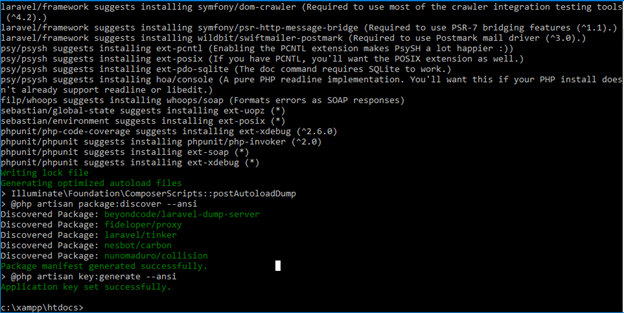 laravel/framework suggests installing symfony/dom-crawler (Required to use most of the crawler integration testing tools
 (^4.2).)
laravel/framework suggests installing symfony/psr-http-message-bridge (Required to use PSR-7 bridging features (^1.1).)
laravel/framework suggests installing wildbit/swiftmailer-postmark (Required to use Postmark mail driver (^3.0).)
psy/psysh suggests installing ext-pcntl (Enabling the PCNTL extension makes PsySH a lot happier :))
psy/psysh suggests installing ext-posix (If you have PCNTL, you'll want the POSIX extension as well.)
psy/psysh suggests installing ext-pdo-sqlite (The doc command requires SQLite to work.)
psy/psysh suggests installing hoa/console (A pure PHP readline implementation. You'll want this if your PHP install does
n't already support readline or libedit.)
filp/whoops suggests installing whoops/soap (Formats errors as SOAP responses)
sebastian/global-state suggests installing ext-uopz (*)
sebastian/environment suggests installing ext-posix (*)
phpunit/php-code-coverage suggests installing ext-xdebug (^2.6.0)
phpunit/phpunit suggests installing phpunit/php-invoker (^2.0)
phpunit/phpunit suggests installing ext-soap (*)
phpunit/phpunit suggests installing ext-xdebug (*)
Writing lock file
Generating optimized autoload files
> Illuminate\Foundation\ComposerScripts::postAutoloadDump
> @php artisan package:discover --ansi
Discovered Package: beyondcode/laravel-dump-server
Discovered Package: fideloper/proxy
Discovered Package: laravel/tinker
Discovered Package: nesbot/carbon
Discovered Package: nunomaduro/collision
Package manifest generated successfully.
> @php artisan key:generate --ansi
Application key set successfully.
c:\xampp\htdocs>